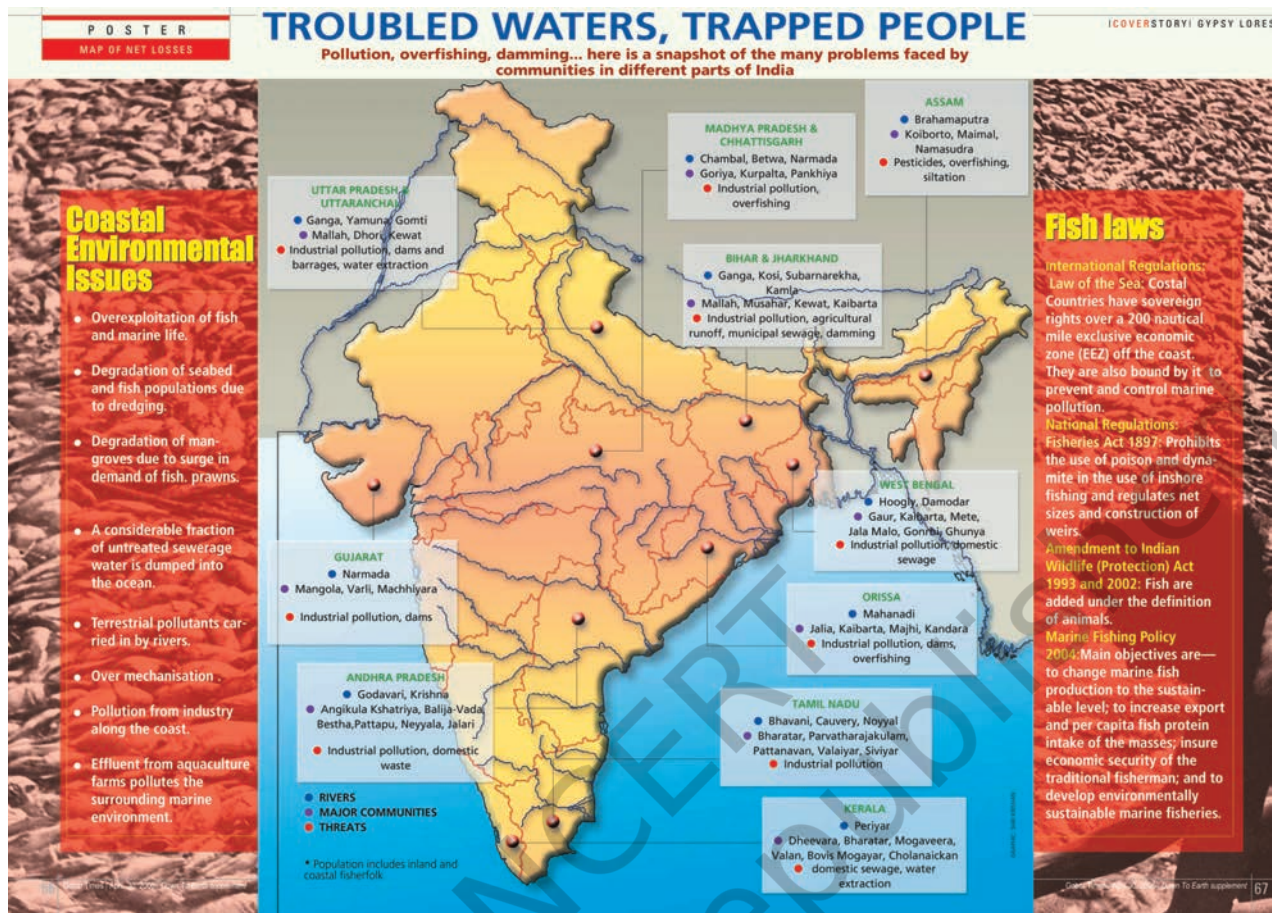 POSTER
MAP OF NET LOSSES
TROUBLED WATERS, TRAPPED PEOPLE
Pollution, overfishing, damming... here is a snapshot of the many problems faced by
communities in different parts of India
|COVERSTORY| GYPSY LORES
Coastal
Environmental
Issues
• Overexploitation of fish
and marine life.
• Degradation of seabed
and fish populations due
to dredging.
• Degradation of man-
groves due to surge in
demand of fish. prawns.
• A considerable fraction
of untreated sewerage
water is dumped into
the ocean.
• Terrestrial pollutants car-
ried in by rivers.
• Over mechanisation .
• Pollution from industry
along the coast.
• Effluent from aquaculture
farms pollutes the
surrounding marine
environment.
UTTAR PRADESH &
UTTARANCHAL
Ganga, Yamuna, Gomti
Mallah, Dhori, Kewat
Industrial pollution, dams and
barrages, water extraction
MADHYA PRADESH &
CHHATTISGARH
Chambal, Betwa, Narmada
Goriya, Kurpalta, Pankhiya
Industrial pollution,
overfishing
ASSAM
Brahamaputra
Koiborto, Maimal,
Namasudra
Pesticides, overfishing,
siltation
BIHAR & JHARKHAND
Ganga, Kosi, Subarnarekha,
Kamla
Mallah, Musahar, Kewat, Kaibarta
Industrial pollution, agricultural
runoff, municipal sewage, damming
WEST BENGAL
Hoogly, Damodar
Gaur, Kaibarta, Mete,
Jala Malo, Gonrhi, Ghunya
Industrial pollution, domestic
sewage
GUJARAT
Narmada
Mangola, Varli, Machhiyara
Industrial pollution, dams
ORISSA
Mahanadi
Jalia, Kaibarta, Majhi, Kandara
Industrial pollution, dams,
overfishing
ANDHRA PRADESH
Godavari, Krishna
Angikula Kshatriya, Balija-Vada,
Bestha,Pattapu, Neyyala, Jalari
Industrial pollution, domestic
waste
TAMIL NADU
Bhavani, Cauvery, Noyyal
Bharatar, Parvatharajakulam,
Pattanavan, Valaiyar, Siviyar
Industrial pollution
KERALA
Periyar
Dheevara, Bharatar, Mogaveera,
Valan, Bovis Mogayar, Cholanaickan
domestic sewage, water
extraction
RIVERS
MAJOR COMMUNITIES
THREATS
* Population includes inland and
coastal fisherfolk
Fish laws
International Regulations:
Law of the Sea: Costal
Countries have sovereign
rights over a 200 nautical
mile exclusive economic
zone (EEZ) off the coast.
They are also bound by it to
prevent and control marine
pollution.
National Regulations:
Fisheries Act 1897: Prohibits
the use of poison and dyna-
mite in the use of inshore
fishing and regulates net
sizes and construction of
weirs.
Amendment to Indian
Wildlife (Protection) Act
1993 and 2002: Fish are
added under the definition
of animals.
Marine Fishing Policy
2004:Main objectives are—
to change marine fish
production to the sustain-
able level; to increase export
and per capita fish protein
intake of the masses; insure
economic security of the
traditional fisherman; and to
develop environmentally
sustainable marine fisheries.
66
Down To Earth supplement 67
NCERT